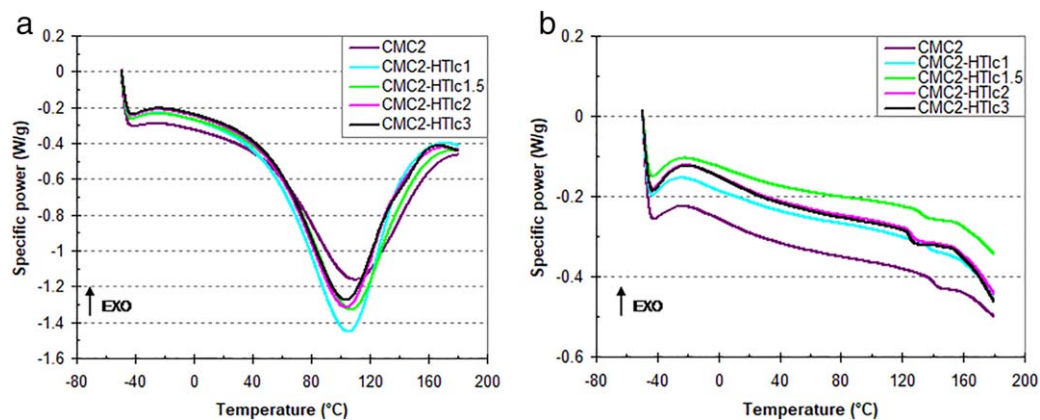 a
0.2
0
-0.2
-0.4
-0.6
-0.8
-1
-1.2
-1.4
-1.6
Specific power (W/g)
-80
-40
0
40
80
120
160
200
Temperature (°C)
EXO
CMC2
CMC2-HTlc1
CMC2-HTlc1.5
CMC2-HTlc2
CMC2-HTlc3
b
0.2
0
-0.2
-0.4
-0.6
Specific power (W/g)
-80
-40
0
40
80
120
160
200
Temperature (°C)
EXO
CMC2
CMC2-HTlc1
CMC2-HTlc1.5
CMC2-HTlc2
CMC2-HTlc3